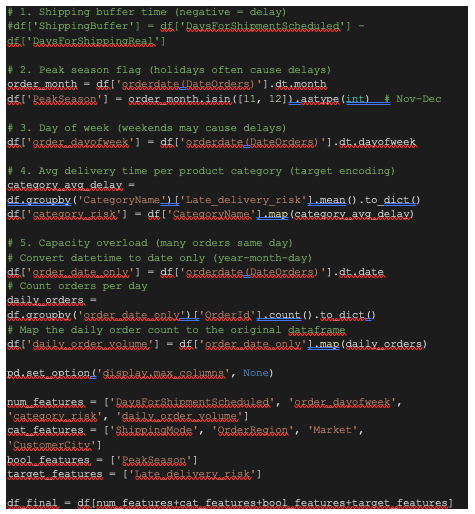 # 1. Shipping buffer time (negative = delay)
#df['ShippingBuffer'] = df['DaysForShipmentScheduled'] -
df['DaysForShippingReal']
# 2. Peak season flag (holidays often cause delays)
order_month = df['orderdate(DateOrders)'].dt.month
df['PeakSeason'] = order_month.isin([11, 12]).astype(int)  # Nov-Dec
# 3. Day of week (weekends may cause delays)
df['order_dayofweek'] = df['orderdate(DateOrders)'].dt.dayofweek
# 4. Avg delivery time per product category (target encoding)
category_avg_delay =
df.groupby('CategoryName')['Late_delivery_risk'].mean().to_dict()
df['category_risk'] = df['CategoryName'].map(category_avg_delay)
# 5. Capacity overload (many orders same day)
# Convert datetime to date only (year-month-day)
df['order_date_only'] = df['orderdate(DateOrders)'].dt.date
# Count orders per day
daily_orders =
df.groupby('order_date_only')['OrderId'].count().to_dict()
# Map the daily order count to the original dataframe
df['daily_order_volume'] = df['order_date_only'].map(daily_orders)
pd.set_option('display.max_columns', None)
num_features = ['DaysForShipmentScheduled', 'order_dayofweek',
'category_risk', 'daily_order_volume']
cat_features = ['ShippingMode', 'OrderRegion', 'Market',
'CustomerCity']
bool_features = ['PeakSeason']
target_features = ['Late_delivery_risk']
df_final = df[num_features+cat_features+bool_features+target_features]